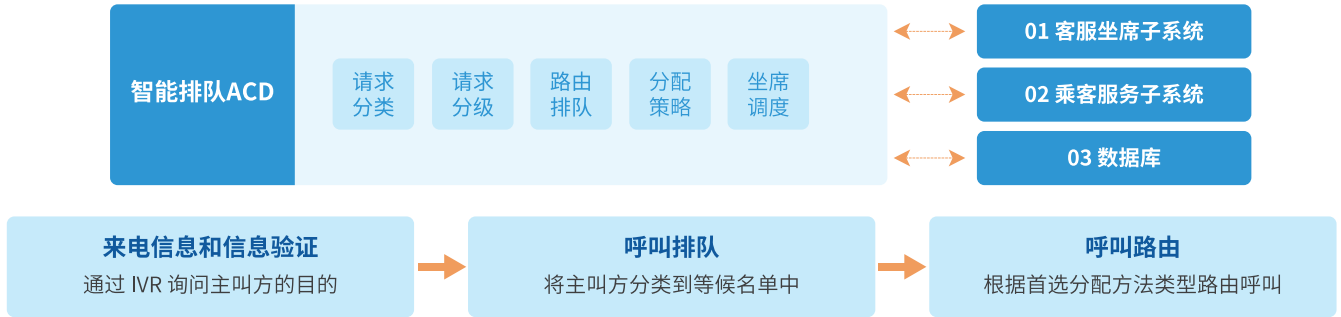 智能排队ACD
请求
分类
请求
分级
路由
排队
分配
策略
坐席
调度
01 客服坐席子系统
02 乘客服务子系统
03 数据库
来电信息和信息验证
通过 IVR 询问主叫方的目的
呼叫排队
将主叫方分类到等候名单中
呼叫路由
根据首选分配方法类型路由呼叫